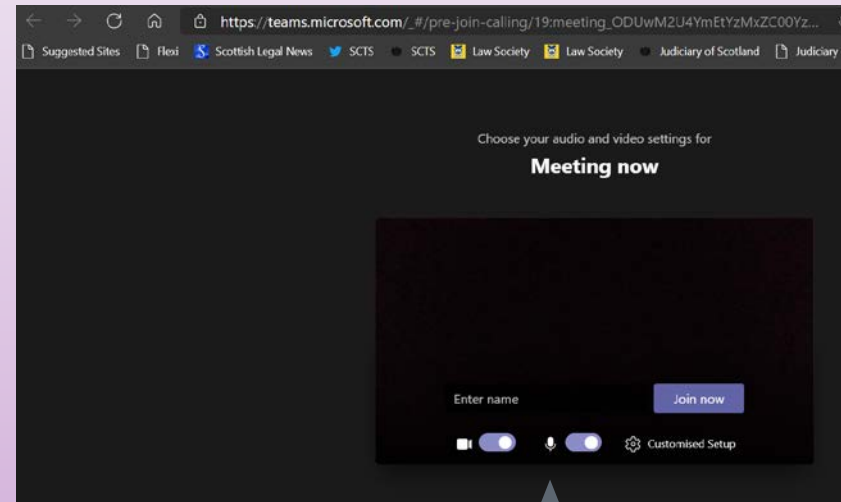 https://teams.microsoft.com/_#/pre-join-calling/19:meeting_ODUwM2U4YmEtYzMxZC00Yz...
Suggested Sites Flexi Scottish Legal News SCTS SCTS Law Society Law Society Judiciary of Scotland Judiciary
Choose your audio and video settings for
Meeting now
Enter name Join now
Customised Setup